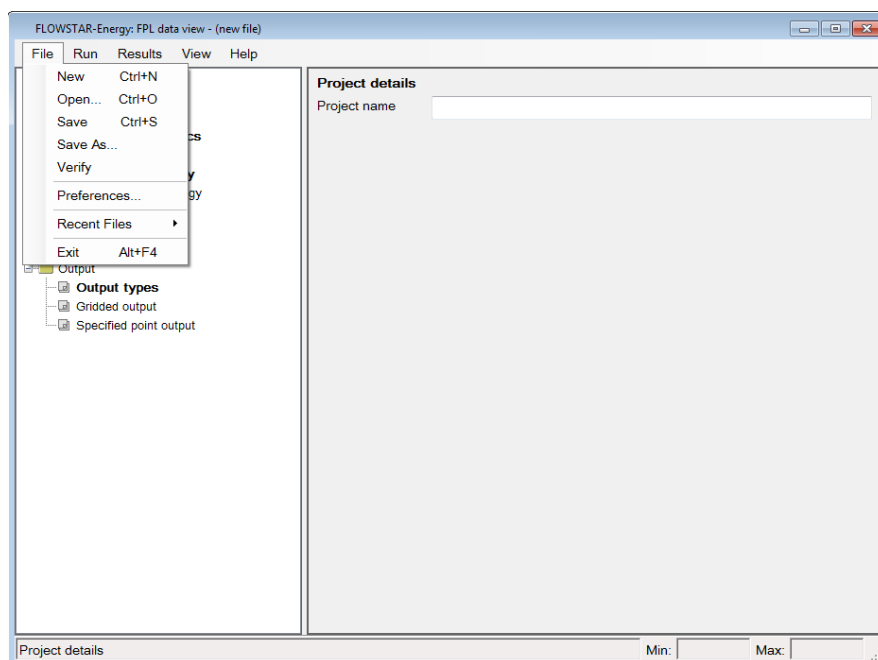 FLOWSTAR-Energy: FPL data view - (new file)
File Run Results View Help
New Ctrl+N
Open... Ctrl+O
Save Ctrl+S
Save As...
Verify
Preferences...
Recent Files
Exit Alt+F4
Output
Output types
Gridded output
Specified point output
Project details
Project name
Project details
Min:
Max: